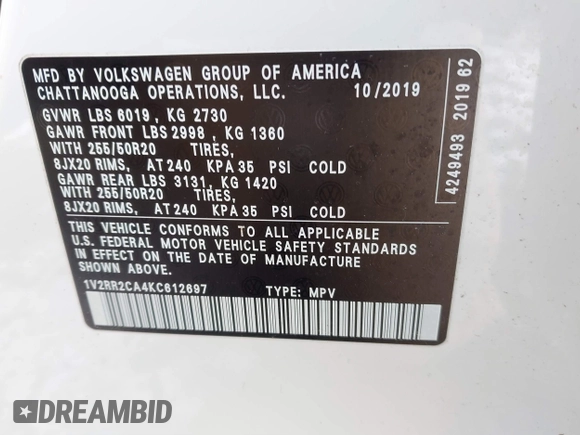 MFD BY VOLKSWAGEN GROUP OF AMERICA
CHATTANOOGA OPERATIONS, LLC. 10/2019
GVWR LBS 6019 , KG 2730
GAWR FRONT LBS 2998 , KG 1360
WITH 255/50R20 TIRES,
8JX20 RIMS, AT 240 KPA 35 PSI COLD
GAWR REAR LBS 3131, KG 1420
WITH 255/50R20 TIRES,
8JX20 RIMS, AT 240 KPA 35 PSI COLD
THIS VEHICLE CONFORMS TO ALL APPLICABLE
U.S. FEDERAL MOTOR VEHICLE SAFETY STANDARDS
IN EFFECT ON THE DATE OF MANUFACTURE
SHOWN ABOVE.
1V2RR2CA4KC612697 TYPE: MPV
4249493 2019 62
DREAMBID